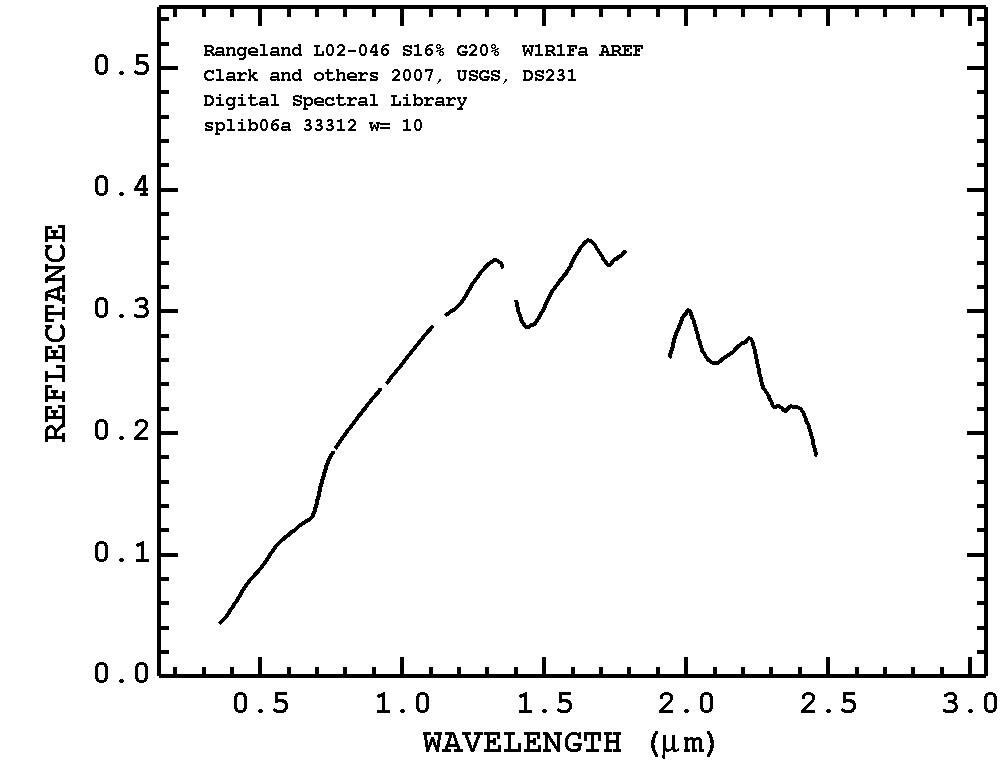 Rangeland L02-046 S16% G20%  W1R1Fa AREF
Clark and others 2007, USGS, DS231
Digital Spectral Library
splib06a 33312 w= 10
0.5
0.4
0.3
0.2
0.1
0.0
REFLECTANCE
0.5 1.0 1.5 2.0 2.5 3.0
WAVELENGTH (μm)